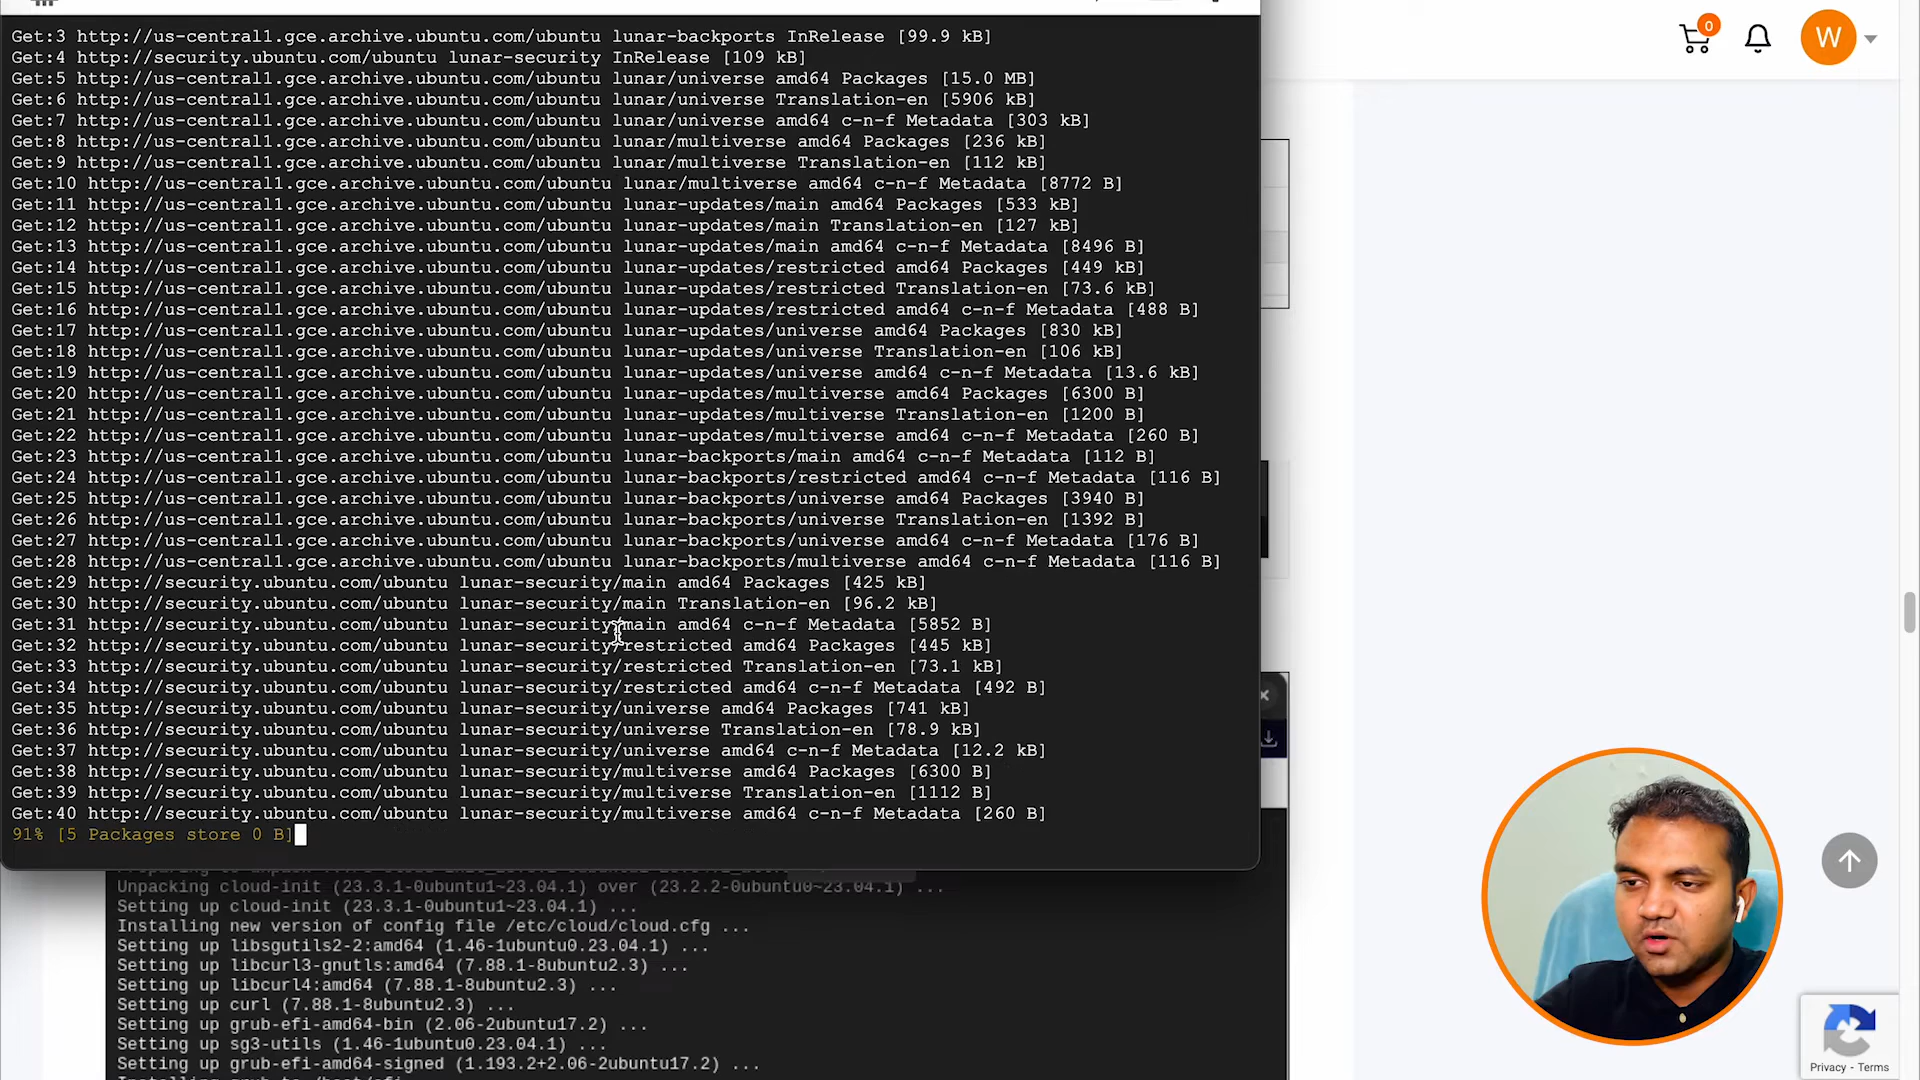 0
W
Get:3 http://us-central1.gce.archive.ubuntu.com/ubuntu lunar-backports InRelease [99.9 kB]
Get:4 http://security.ubuntu.com/ubuntu lunar-security InRelease [109 kB]
Get:5 http://us-central1.gce.archive.ubuntu.com/ubuntu lunar/universe amd64 Packages [15.0 MB]
Get:6 http://us-central1.gce.archive.ubuntu.com/ubuntu lunar/universe Translation-en [5906 kB]
Get:7 http://us-central1.gce.archive.ubuntu.com/ubuntu lunar/universe amd64 c-n-f Metadata [303 kB]
Get:8 http://us-central1.gce.archive.ubuntu.com/ubuntu lunar/multiverse amd64 Packages [236 kB]
Get:9 http://us-central1.gce.archive.ubuntu.com/ubuntu lunar/multiverse Translation-en [112 kB]
Get:10 http://us-central1.gce.archive.ubuntu.com/ubuntu lunar/multiverse amd64 c-n-f Metadata [8772 B]
Get:11 http://us-central1.gce.archive.ubuntu.com/ubuntu lunar-updates/main amd64 Packages [533 kB]
Get:12 http://us-central1.gce.archive.ubuntu.com/ubuntu lunar-updates/main Translation-en [127 kB]
Get:13 http://us-central1.gce.archive.ubuntu.com/ubuntu lunar-updates/main amd64 c-n-f Metadata [8496 B]
Get:14 http://us-central1.gce.archive.ubuntu.com/ubuntu lunar-updates/restricted amd64 Packages [449 kB]
Get:15 http://us-central1.gce.archive.ubuntu.com/ubuntu lunar-updates/restricted Translation-en [73.6 kB]
Get:16 http://us-central1.gce.archive.ubuntu.com/ubuntu lunar-updates/restricted amd64 c-n-f Metadata [488 B]
Get:17 http://us-central1.gce.archive.ubuntu.com/ubuntu lunar-updates/universe amd64 Packages [830 kB]
Get:18 http://us-central1.gce.archive.ubuntu.com/ubuntu lunar-updates/universe Translation-en [106 kB]
Get:19 http://us-central1.gce.archive.ubuntu.com/ubuntu lunar-updates/universe amd64 c-n-f Metadata [13.6 kB]
Get:20 http://us-central1.gce.archive.ubuntu.com/ubuntu lunar-updates/multiverse amd64 Packages [6300 B]
Get:21 http://us-central1.gce.archive.ubuntu.com/ubuntu lunar-updates/multiverse Translation-en [1200 B]
Get:22 http://us-central1.gce.archive.ubuntu.com/ubuntu lunar-updates/multiverse amd64 c-n-f Metadata [260 B]
Get:23 http://us-central1.gce.archive.ubuntu.com/ubuntu lunar-backports/main amd64 c-n-f Metadata [112 B]
Get:24 http://us-central1.gce.archive.ubuntu.com/ubuntu lunar-backports/restricted amd64 c-n-f Metadata [116 B]
Get:25 http://us-central1.gce.archive.ubuntu.com/ubuntu lunar-backports/universe amd64 Packages [3940 B]
Get:26 http://us-central1.gce.archive.ubuntu.com/ubuntu lunar-backports/universe Translation-en [1392 B]
Get:27 http://us-central1.gce.archive.ubuntu.com/ubuntu lunar-backports/universe amd64 c-n-f Metadata [176 B]
Get:28 http://us-central1.gce.archive.ubuntu.com/ubuntu lunar-backports/multiverse amd64 c-n-f Metadata [116 B]
Get:29 http://security.ubuntu.com/ubuntu lunar-security/main amd64 Packages [425 kB]
Get:30 http://security.ubuntu.com/ubuntu lunar-security/main Translation-en [96.2 kB]
Get:31 http://security.ubuntu.com/ubuntu lunar-security/main amd64 c-n-f Metadata [5852 B]
Get:32 http://security.ubuntu.com/ubuntu lunar-security/restricted amd64 Packages [445 kB]
Get:33 http://security.ubuntu.com/ubuntu lunar-security/restricted Translation-en [73.1 kB]
Get:34 http://security.ubuntu.com/ubuntu lunar-security/restricted amd64 c-n-f Metadata [492 B]
Get:35 http://security.ubuntu.com/ubuntu lunar-security/universe amd64 Packages [741 kB]
Get:36 http://security.ubuntu.com/ubuntu lunar-security/universe Translation-en [78.9 kB]
Get:37 http://security.ubuntu.com/ubuntu lunar-security/universe amd64 c-n-f Metadata [12.2 kB]
Get:38 http://security.ubuntu.com/ubuntu lunar-security/multiverse amd64 Packages [6300 B]
Get:39 http://security.ubuntu.com/ubuntu lunar-security/multiverse Translation-en [1112 B]
Get:40 http://security.ubuntu.com/ubuntu lunar-security/multiverse amd64 c-n-f Metadata [260 B]
91% [5 Packages store 0 B]
Unpacking cloud-init (23.3.1-0ubuntu1~23.04.1) over (23.2.2-0ubuntu0~23.04.1) ...
Setting up cloud-init (23.3.1-0ubuntu1~23.04.1) ...
Installing new version of config file /etc/cloud/cloud.cfg ...
Setting up libsgutils2-2:amd64 (1.46-1ubuntu0.23.04.1) ...
Setting up libcurl3-gnutls:amd64 (7.88.1-8ubuntu2.3) ...
Setting up libcurl4:amd64 (7.88.1-8ubuntu2.3) ...
Setting up curl (7.88.1-8ubuntu2.3) ...
Setting up grub-efi-amd64-bin (2.06-2ubuntu17.2) ...
Setting up sg3-utils (1.46-1ubuntu0.23.04.1) ...
Setting up grub-efi-amd64-signed (1.193.2+2.06-2ubuntu17.2) ...
Privacy - Terms